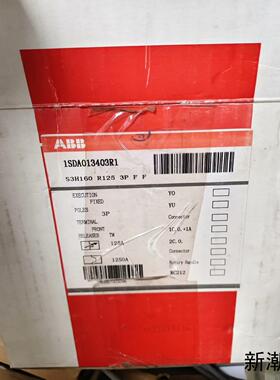 ABB
1SDA013403R1
S3H160 R125 3P F F
EXECUTION
FIXED
POLES
3P
TERMINAL
FRONT
RELEASES TM
125A
1250A
YO
YU
Connector
1C.O.+1A
2C.O.
Connector
Rotary Handle
新潮